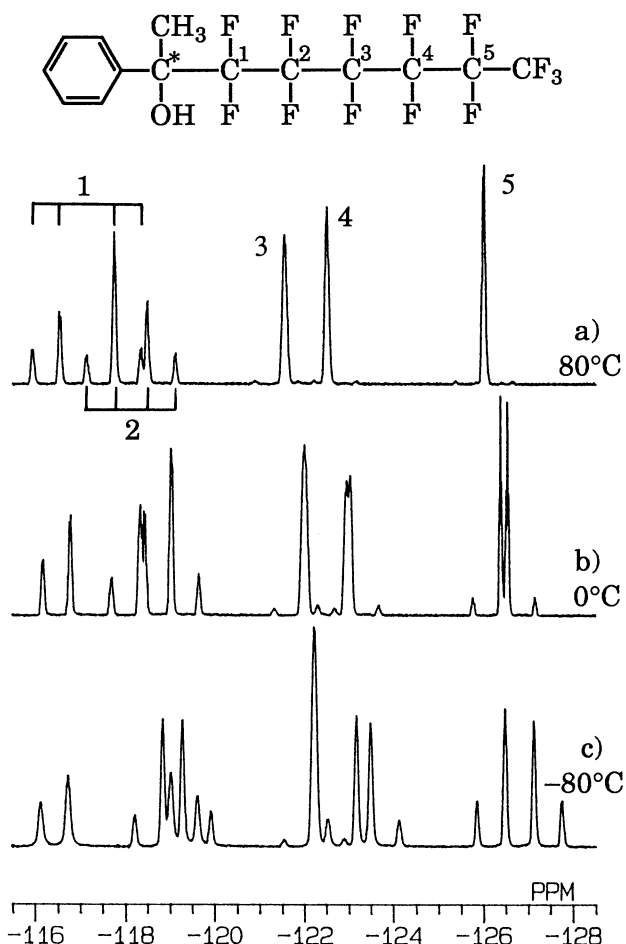 CH3 F F F F F
C* C1 C2 C3 C4 C5 CF3
OH F F F F F
1
5
3
4
a)
80°C
2
b)
0°C
c)
−80°C
PPM
-116 -118 -120 -122 -124 -126 -128